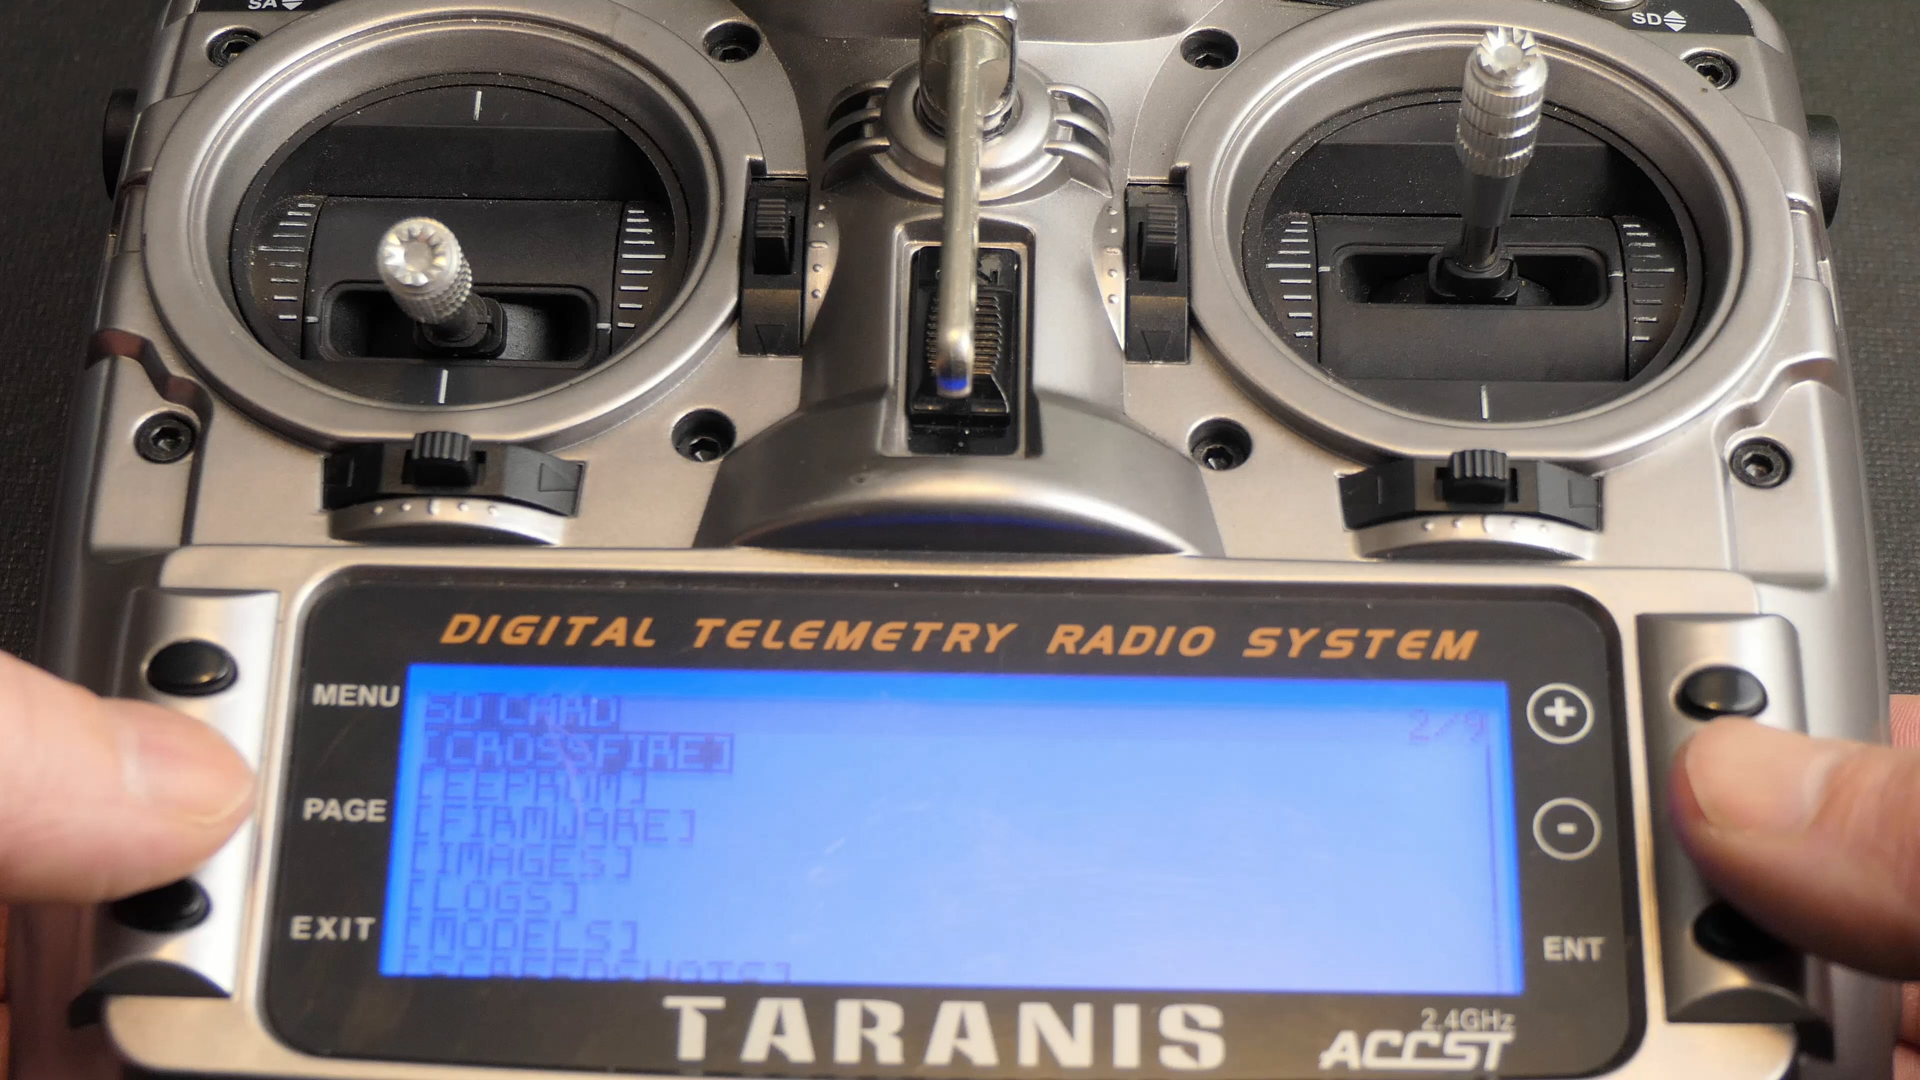 SA
SD
DIGITAL TELEMETRY RADIO SYSTEM
MENU
PAGE
EXIT
SD CARD 2/9
[CROSSFIRE]
[EEPROM]
[FIRMWARE]
[IMAGES]
[LOGS]
[MODELS]
[SCREENSHOTS]
+
-
ENT
TARANIS
2.4GHz
ACCST